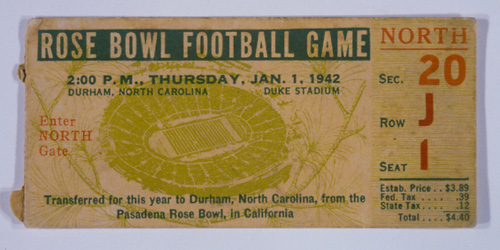 ROSE BOWL FOOTBALL GAME
2:00 P. M., THURSDAY, JAN. 1, 1942
DURHAM, NORTH CAROLINA DUKE STADIUM
Enter
NORTH
Gate
Transferred for this year to Durham, North Carolina, from the
Pasadena Rose Bowl, in California
NORTH
SEC. 20
ROW J
SEAT 1
Estab. Price . . $3.89
Fed. Tax . . . . .39
State Tax . . . .12
Total . . . . $4.40